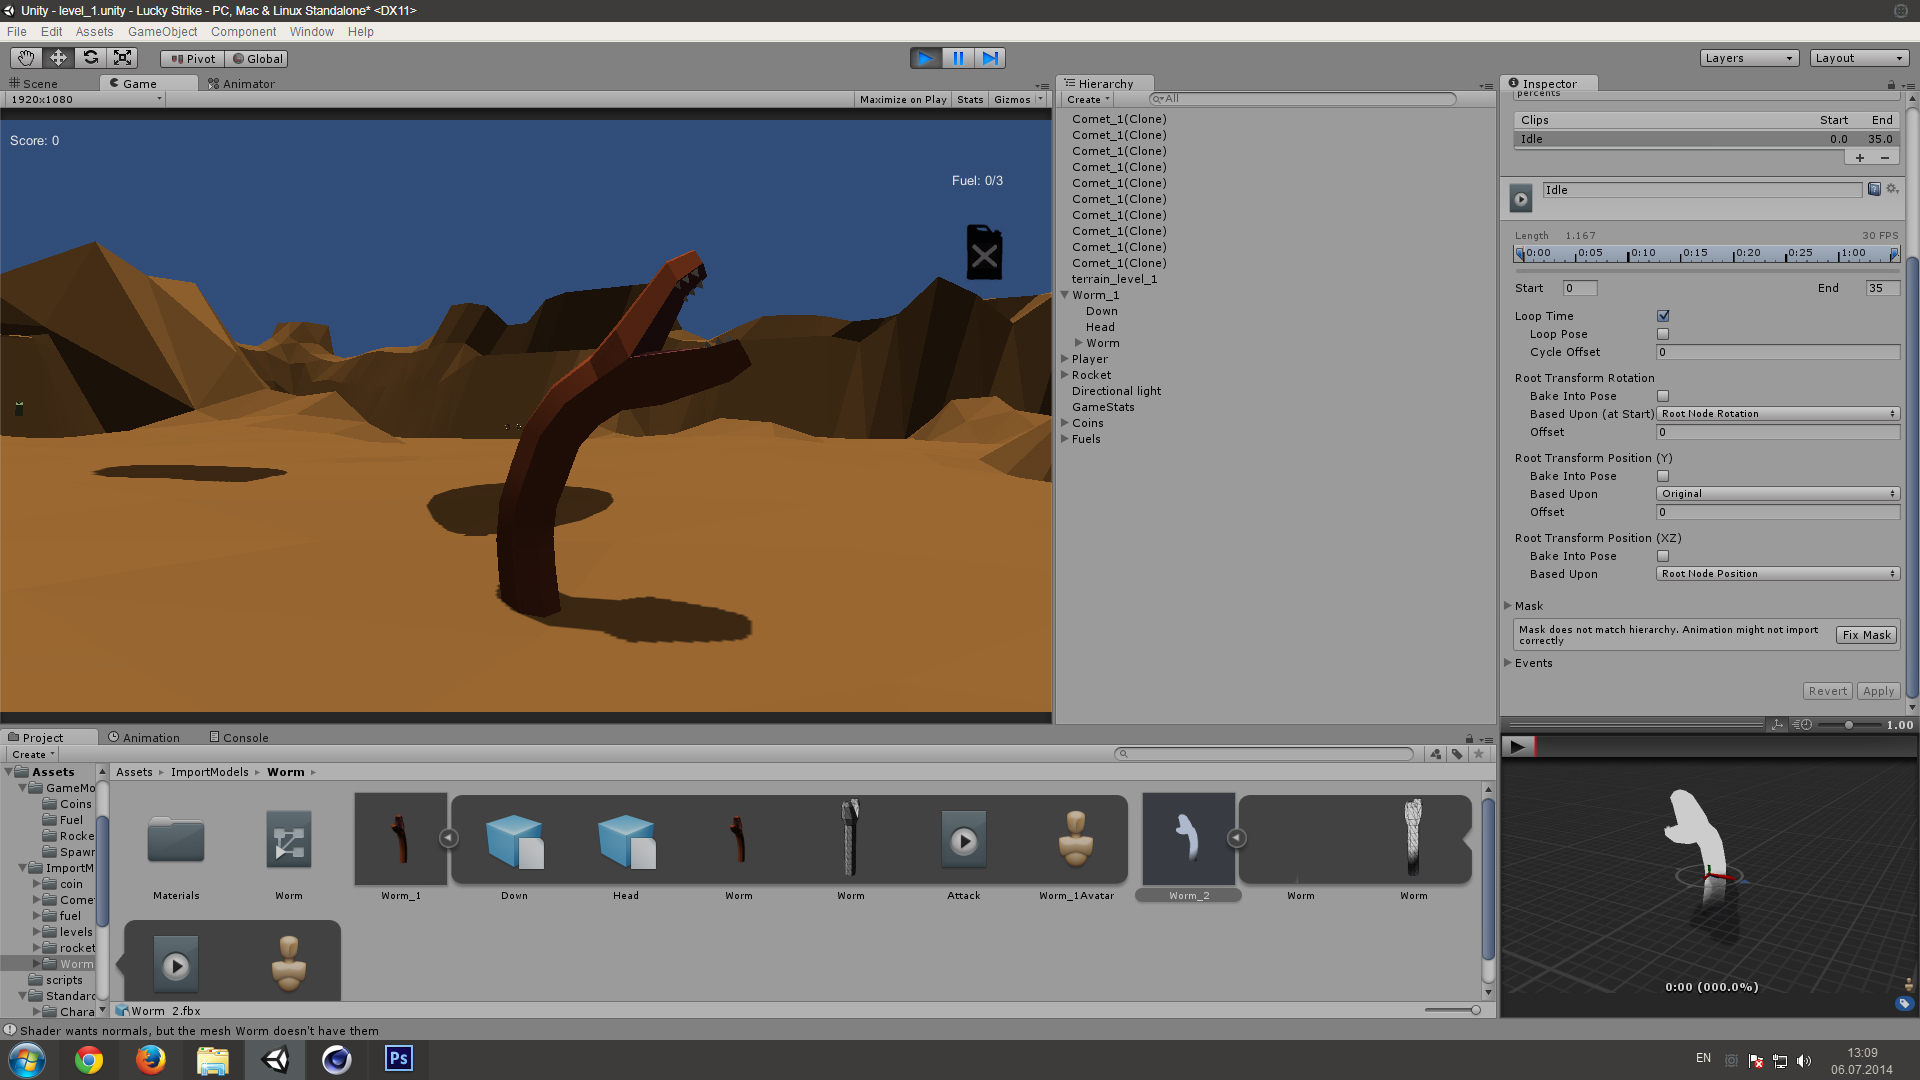 Unity - level_1.unity - Lucky Strike - PC, Mac & Linux Standalone* <DX11>
File Edit Assets GameObject Component Window Help
Pivot Global Layers Layout
Scene Game Animator
1920x1080 Maximize on Play Stats Gizmos
Score: 0
Fuel: 0/3
Hierarchy
Create All
Comet_1(Clone)
Comet_1(Clone)
Comet_1(Clone)
Comet_1(Clone)
Comet_1(Clone)
Comet_1(Clone)
Comet_1(Clone)
Comet_1(Clone)
Comet_1(Clone)
Comet_1(Clone)
terrain_level_1
Worm_1
Down
Head
Worm
Player
Rocket
Directional light
GameStats
Coins
Fuels
Inspector
percents
Clips Start End
Idle 0.0 35.0
Idle
Length 1.167 30 FPS
0:00 0:05 0:10 0:15 0:20 0:25 1:00
Start 0 End 35
Loop Time
Loop Pose
Cycle Offset 0
Root Transform Rotation
Bake Into Pose
Based Upon (at Start) Root Node Rotation
Offset 0
Root Transform Position (Y)
Bake Into Pose
Based Upon Original
Offset 0
Root Transform Position (XZ)
Bake Into Pose
Based Upon Root Node Position
Mask
Mask does not match hierarchy. Animation might not import
correctly
Fix Mask
Events
Revert Apply
1.00
0:00 (000.0%)
Project Animation Console
Create
Assets
GameMo
Coins
Fuel
Rocke
Spawr
ImportM
coin
Come
fuel
levels
rocket
Worm
scripts
Standarc
Chara
Assets ImportModels Worm
Materials Worm Worm_1 Down Head Worm Worm Attack Worm_1Avatar Worm_2 Worm Worm
Worm 2.fbx
Shader wants normals, but the mesh Worm doesn't have them
Ps
EN
13:09
06.07.2014